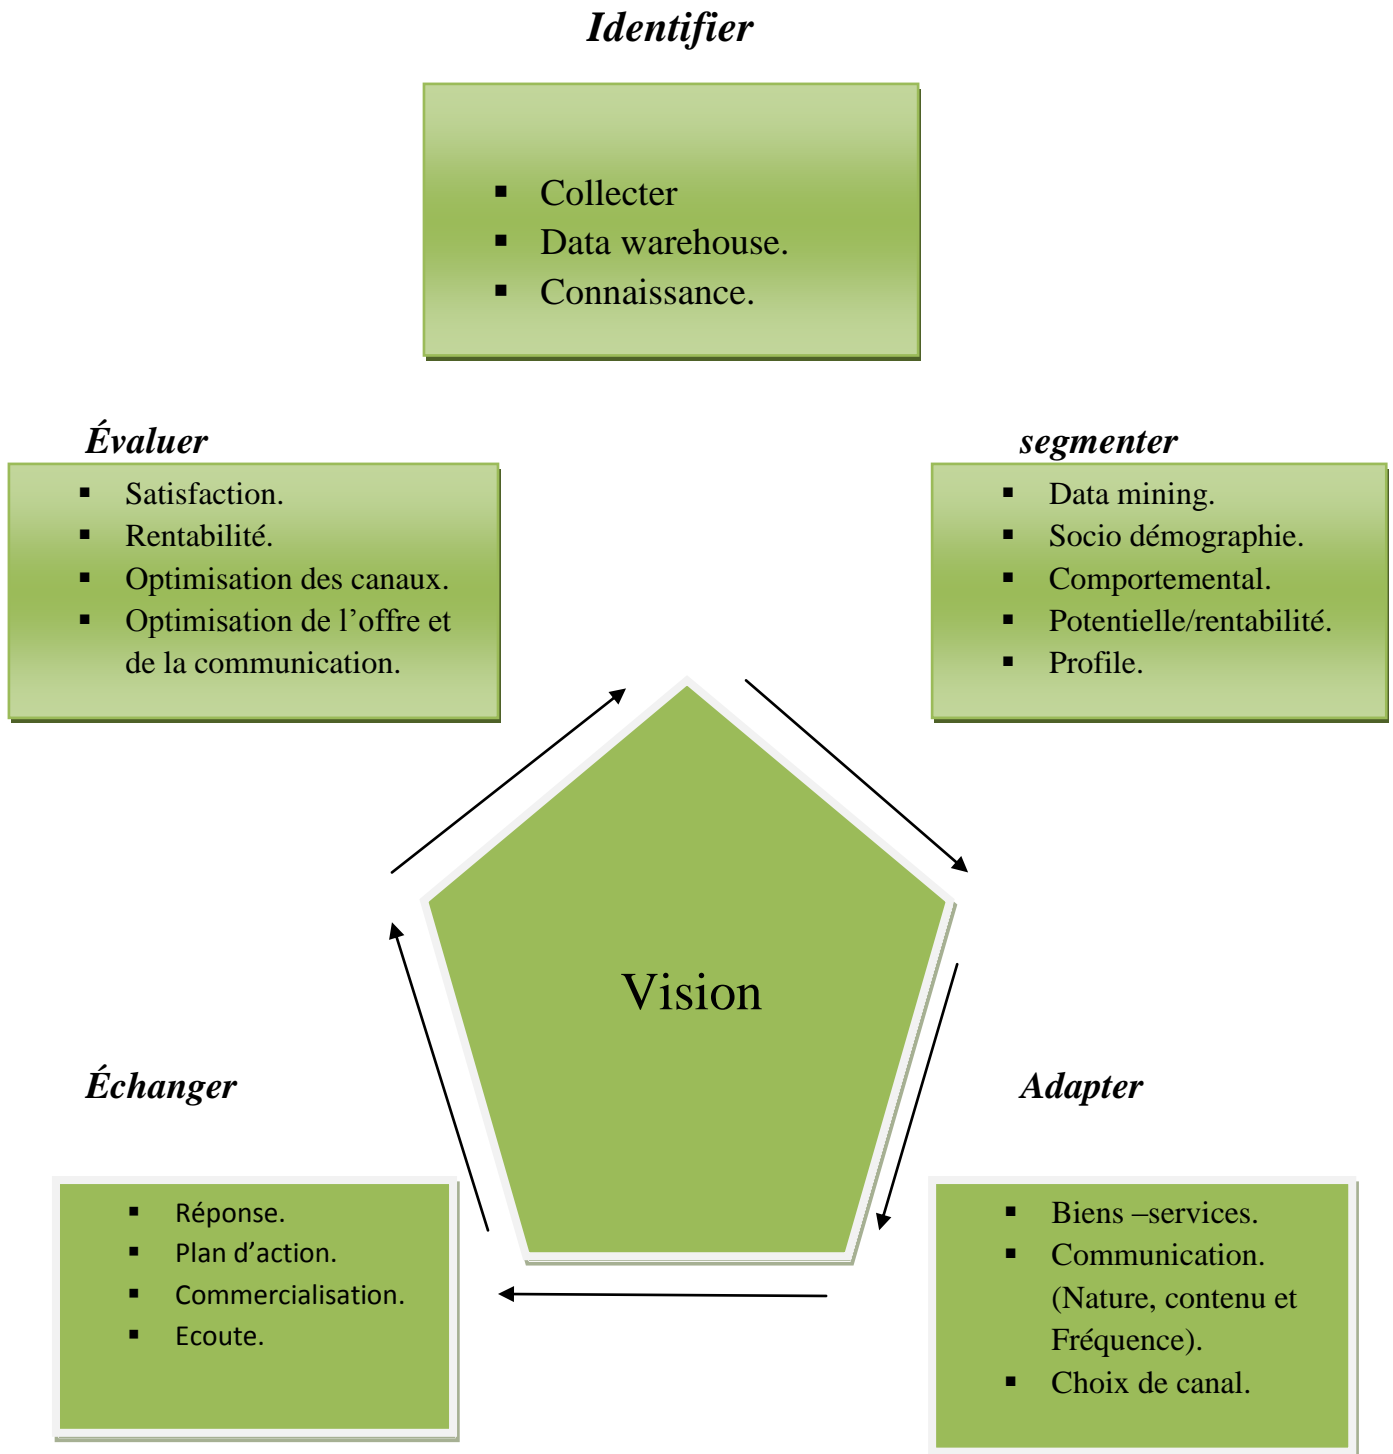 Identifier
▪ Collecter
▪ Data warehouse.
▪ Connaissance.
Évaluer
▪ Satisfaction.
▪ Rentabilité.
▪ Optimisation des canaux.
▪ Optimisation de l’offre et
de la communication.
segmenter
▪ Data mining.
▪ Socio démographie.
▪ Comportemental.
▪ Potentielle/rentabilité.
▪ Profile.
Vision
Échanger
▪ Réponse.
▪ Plan d’action.
▪ Commercialisation.
▪ Ecoute.
Adapter
▪ Biens –services.
▪ Communication.
(Nature, contenu et
Fréquence).
▪ Choix de canal.